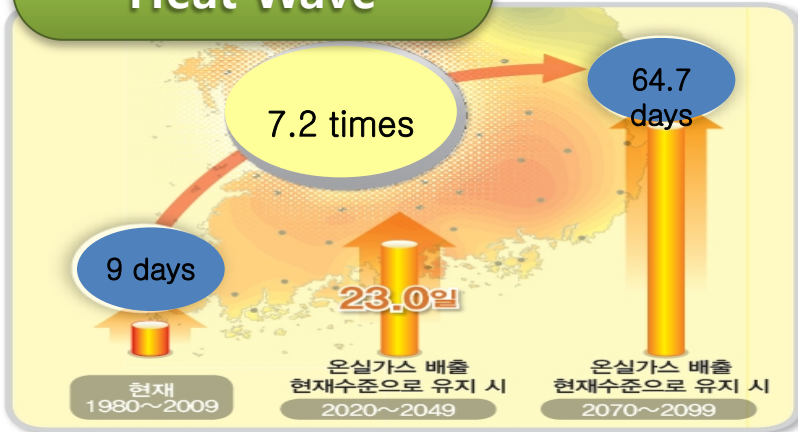 Heat Wave
7.2 times
64.7
days
9 days
23.0일
현재
1980~2009
온실가스 배출
현재수준으로 유지 시
2020~2049
온실가스 배출
현재수준으로 유지 시
2070~2099